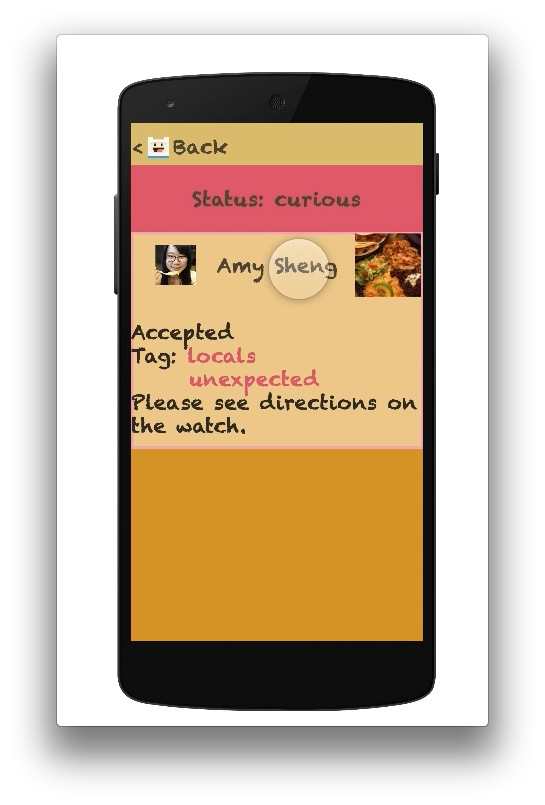 < Back
Status: curious
Amy Sheng
Accepted
Tag: locals
unexpected
Please see directions on
the watch.